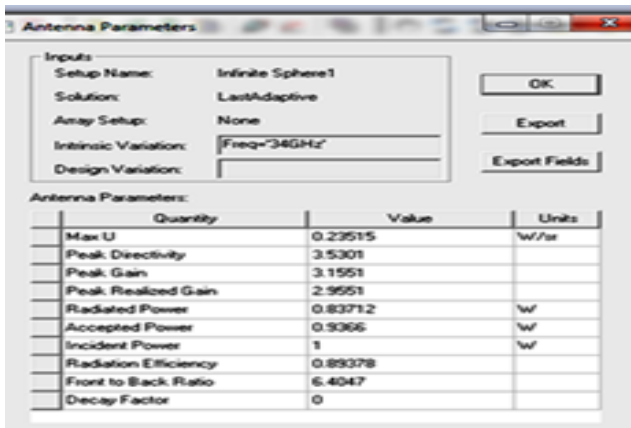 Antenna Parameters
Inputs
Setup Name: Infinite Sphere1
Solution: LastAdaptive
Array Setup: None
Intrinsic Variation: Freq='34GHz'
Design Variation:
OK
Export
Export Fields
Antenna Parameters:
Quantity Value Units
Max U 0.23515 W/sr
Peak Directivity 3.5301
Peak Gain 3.1551
Peak Realized Gain 2.9551
Radiated Power 0.83712 W
Accepted Power 0.9366 W
Incident Power 1 W
Radiation Efficiency 0.89378
Front to Back Ratio 6.4047
Decay Factor 0